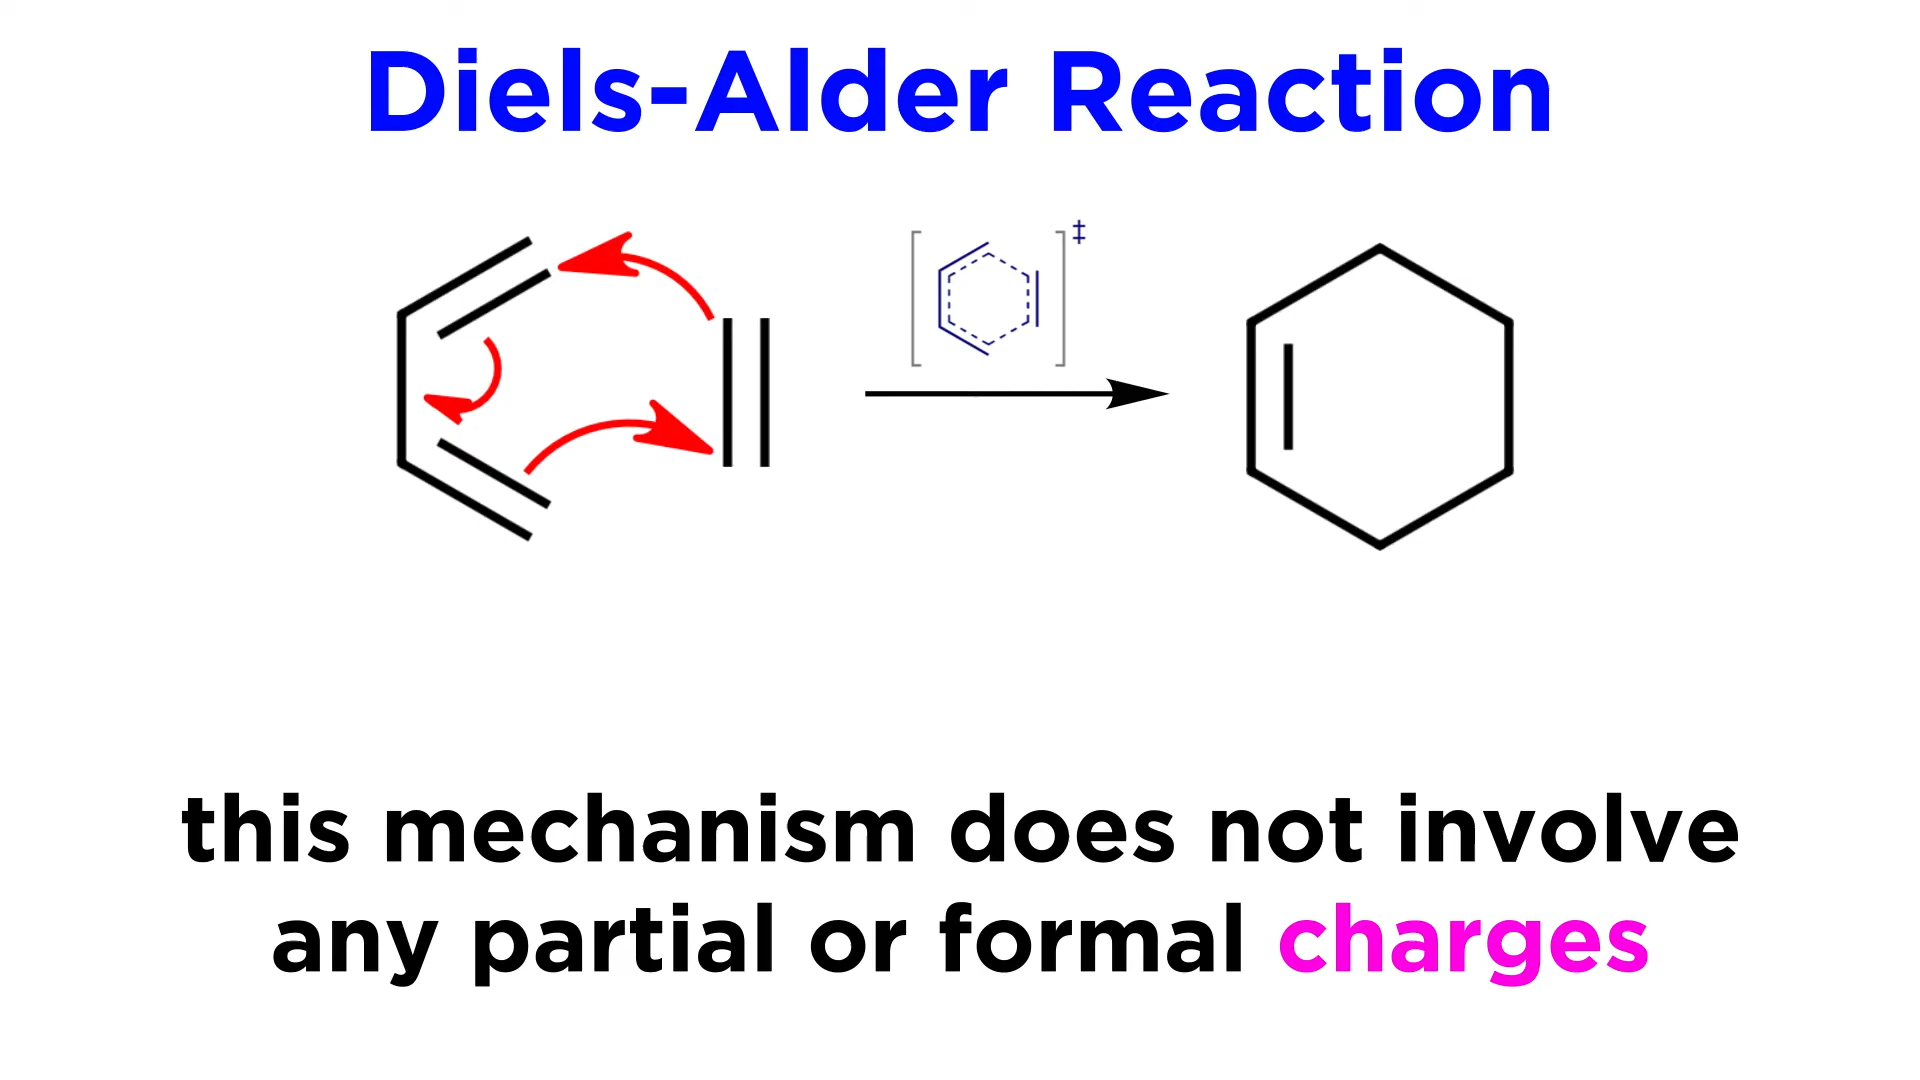 Diels-Alder Reaction
‡
this mechanism does not involve
any partial or formal charges